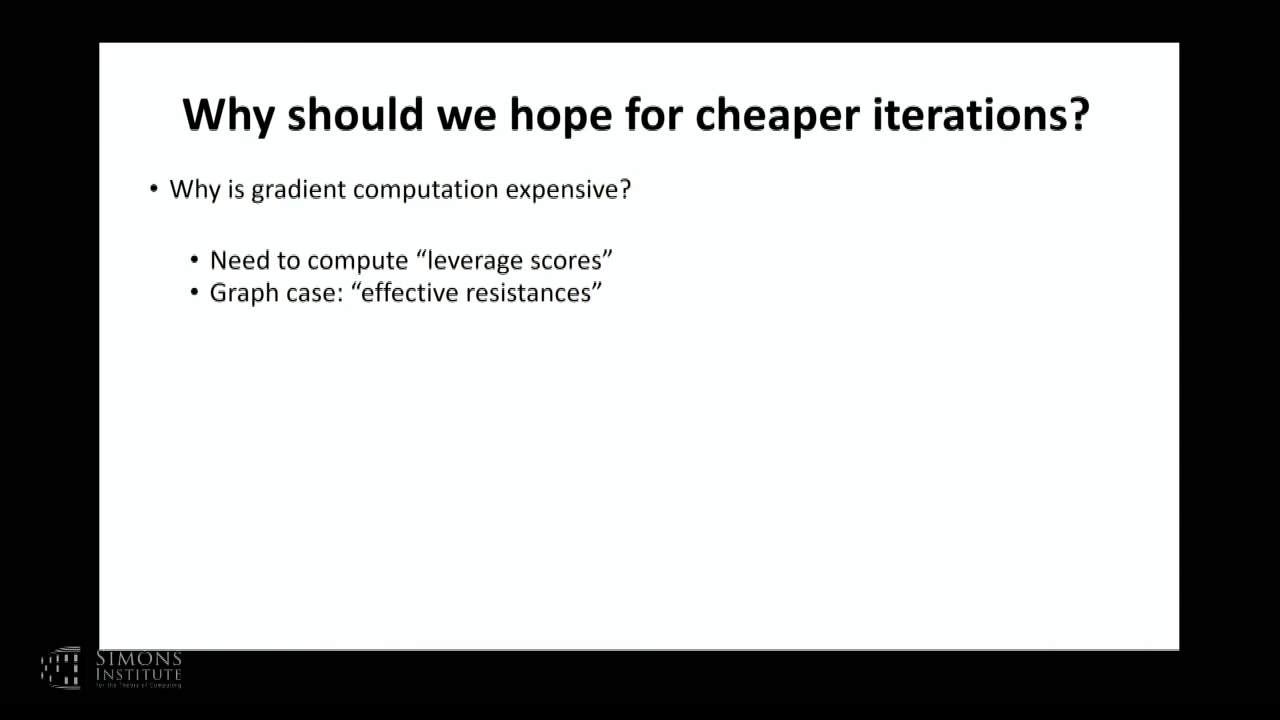 Why should we hope for cheaper iterations?
• Why is gradient computation expensive?
• Need to compute “leverage scores”
• Graph case: “effective resistances”
SIMONS
INSTITUTE
for the Theory of Computing